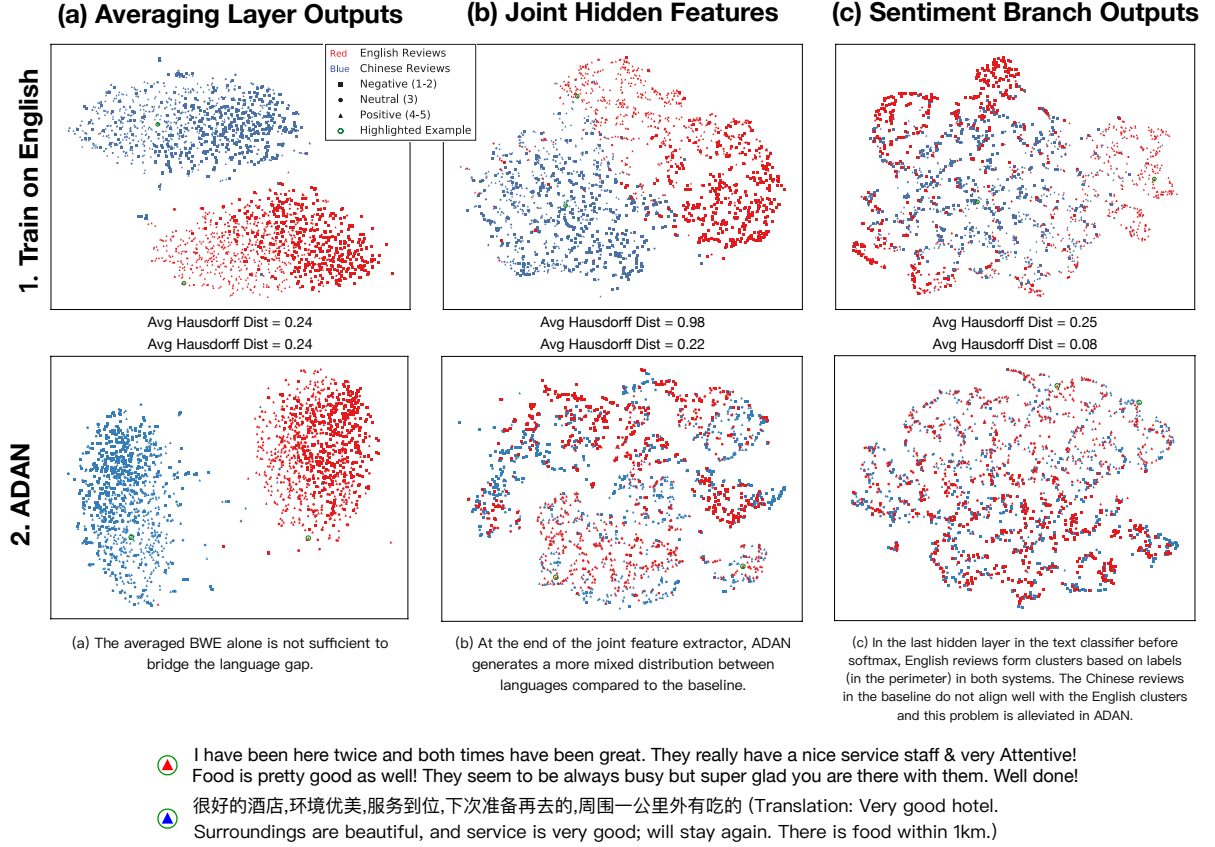 (a) Averaging Layer Outputs
(b) Joint Hidden Features
(c) Sentiment Branch Outputs
1. Train on English
Red English Reviews
Blue Chinese Reviews
Negative (1-2)
Neutral (3)
Positive (4-5)
Highlighted Example
Avg Hausdorff Dist = 0.24
Avg Hausdorff Dist = 0.98
Avg Hausdorff Dist = 0.25
Avg Hausdorff Dist = 0.24
Avg Hausdorff Dist = 0.22
Avg Hausdorff Dist = 0.08
2. ADAN
(a) The averaged BWE alone is not sufficient to
bridge the language gap.
(b) At the end of the joint feature extractor, ADAN
generates a more mixed distribution between
languages compared to the baseline.
(c) In the last hidden layer in the text classifier before
softmax, English reviews form clusters based on labels
(in the perimeter) in both systems. The Chinese reviews
in the baseline do not align well with the English clusters
and this problem is alleviated in ADAN.
I have been here twice and both times have been great. They really have a nice service staff & very Attentive!
Food is pretty good as well! They seem to be always busy but super glad you are there with them. Well done!
很好的酒店,环境优美,服务到位,下次准备再去的,周围一公里外有吃的 (Translation: Very good hotel.
Surroundings are beautiful, and service is very good; will stay again. There is food within 1km.)